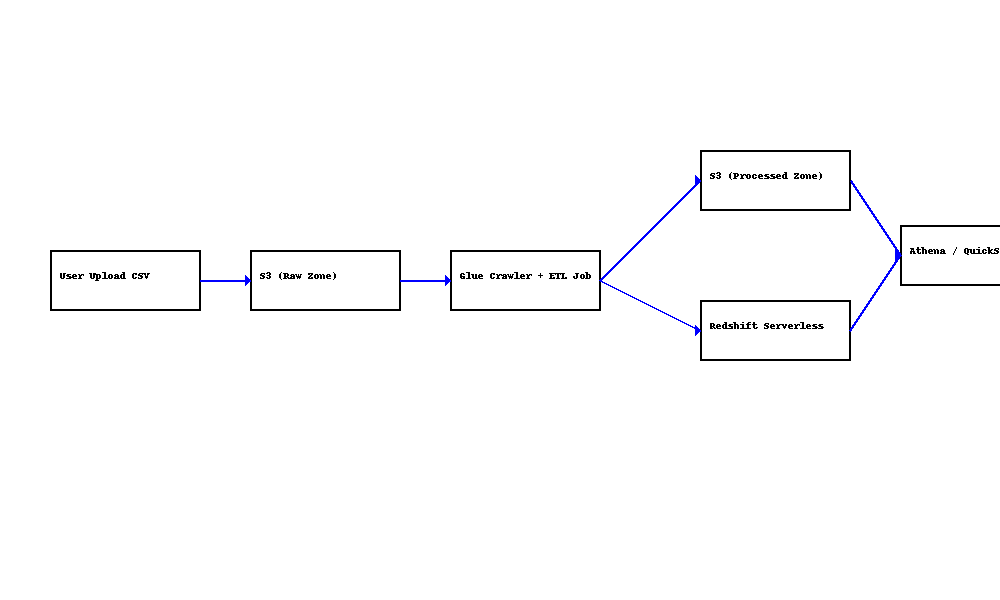 S3 (Processed Zone)
Athena / QuickS
User Upload CSV
S3 (Raw Zone)
Glue Crawler + ETL Job
Redshift Serverless